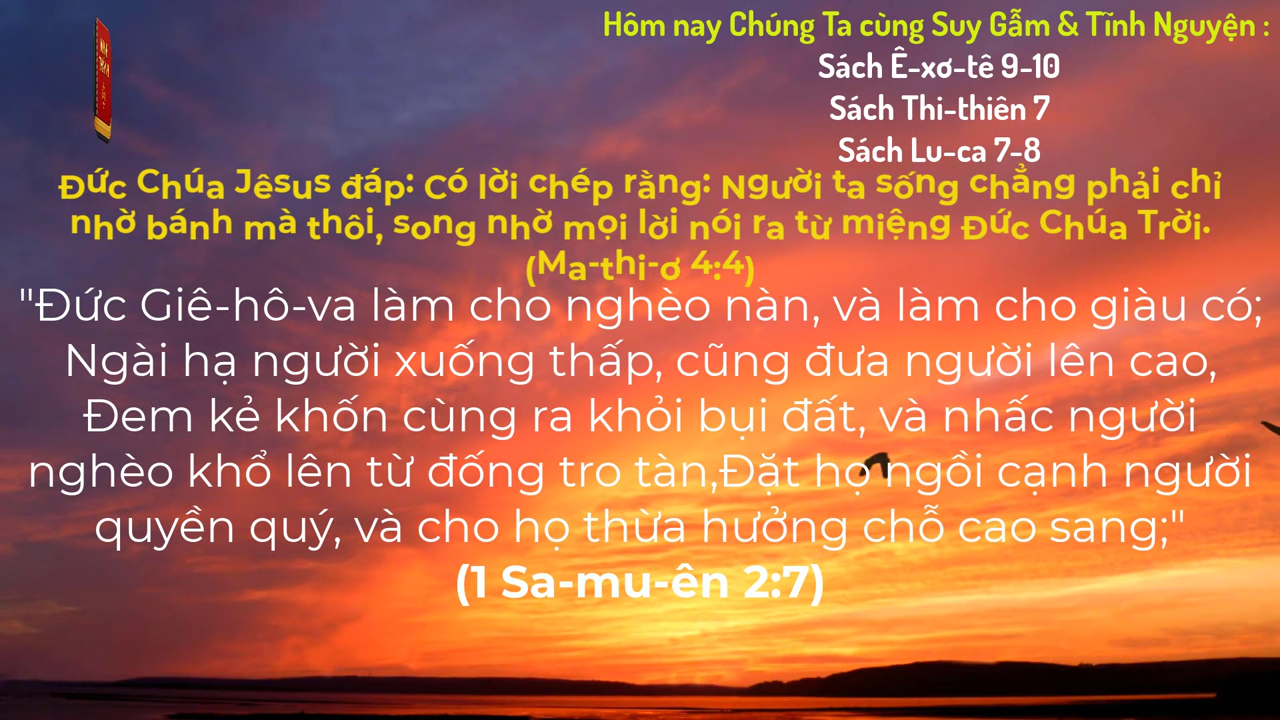 Hôm nay Chúng Ta cùng Suy Gẫm & Tĩnh Nguyện :
Sách Ê-xơ-tê 9-10
Sách Thi-thiên 7
Sách Lu-ca 7-8
Đức Chúa Jêsus đáp: Có lời chép rằng: Người ta sống chẳng phải chỉ
nhờ bánh mà thôi, song nhờ mọi lời nói ra từ miệng Đức Chúa Trời.
(Ma-thi-ơ 4:4)
"Đức Giê-hô-va làm cho nghèo nàn, và làm cho giàu có;
Ngài hạ người xuống thấp, cũng đưa người lên cao,
Đem kẻ khốn cùng ra khỏi bụi đất, và nhấc người
nghèo khổ lên từ đống tro tàn,Đặt họ ngồi cạnh người
quyền quý, và cho họ thừa hưởng chỗ cao sang;"
(1 Sa-mu-ên 2:7)